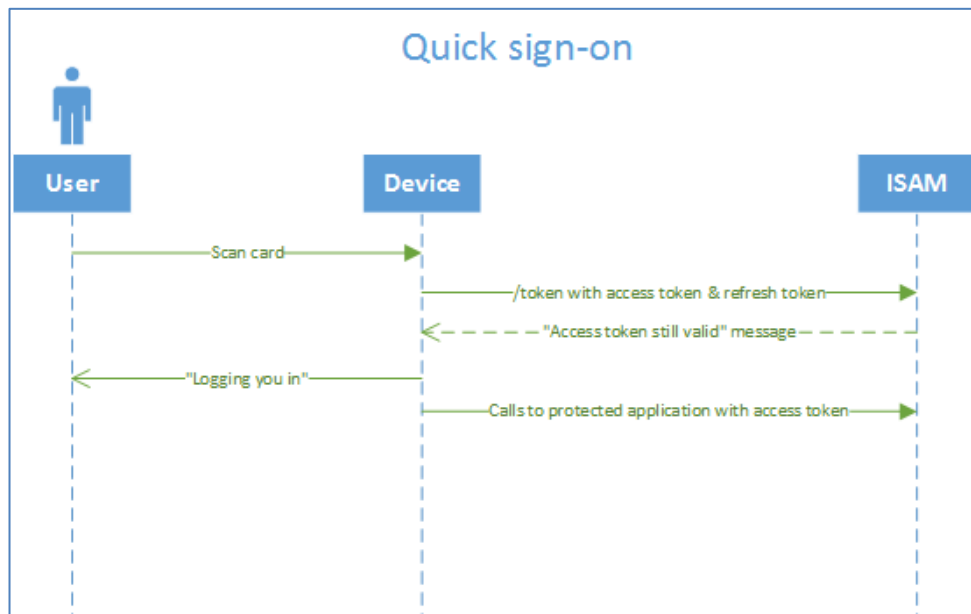 Quick sign-on
User
Device
ISAM
Scan card
/token with access token & refresh token
"Access token still valid" message
"Logging you in"
Calls to protected application with access token